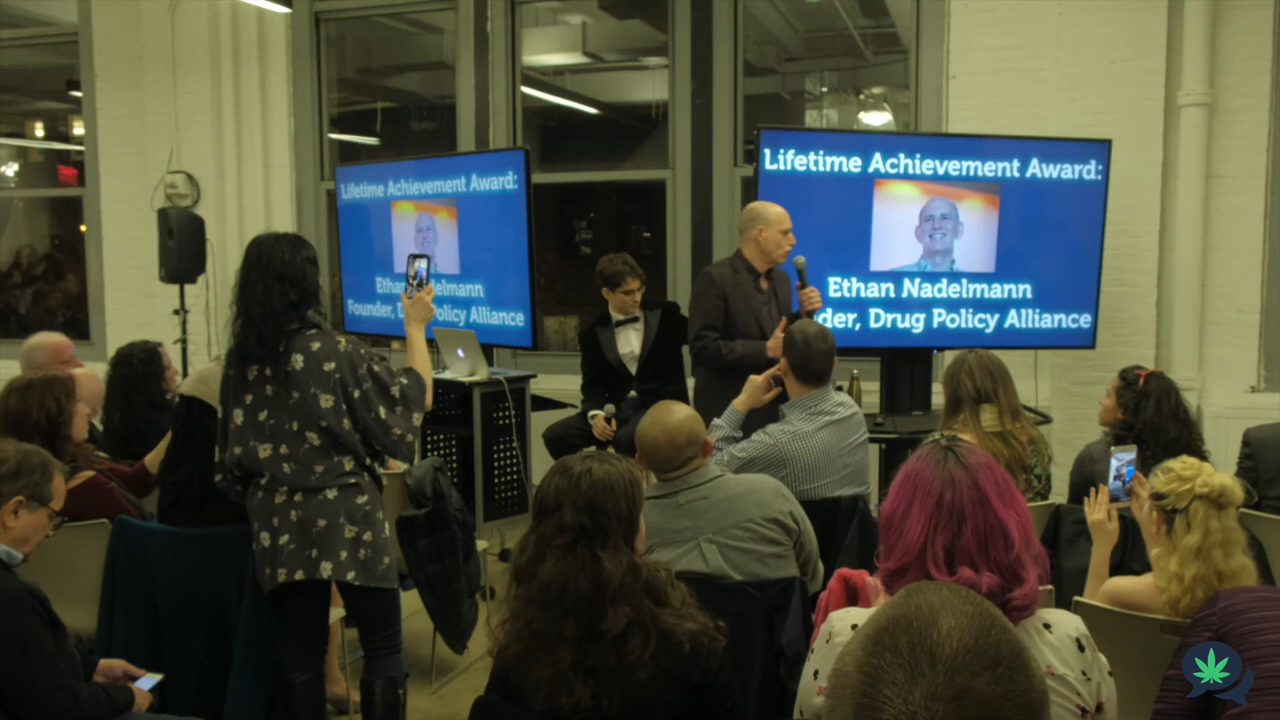 Lifetime Achievement Award:
Ethan Nadelmann
Founder, Drug Policy Alliance
Lifetime Achievement Award:
Ethan Nadelmann
der, Drug Policy Alliance